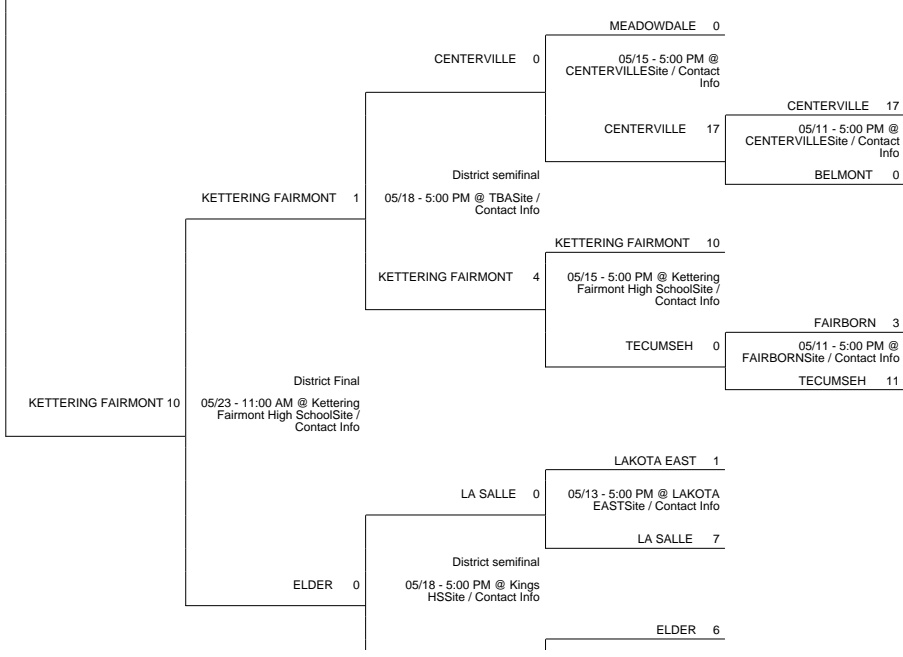 MEADOWDALE 0
CENTERVILLE 0
05/15 - 5:00 PM @
CENTERVILLESite / Contact
Info
CENTERVILLE 17
CENTERVILLE 17
05/11 - 5:00 PM @
CENTERVILLESite / Contact
Info
BELMONT 0
District semifinal
KETTERING FAIRMONT 1
05/18 - 5:00 PM @ TBASite /
Contact Info
KETTERING FAIRMONT 10
KETTERING FAIRMONT 4
05/15 - 5:00 PM @ Kettering
Fairmont High SchoolSite /
Contact Info
FAIRBORN 3
TECUMSEH 0
05/11 - 5:00 PM @
FAIRBORNSite / Contact Info
TECUMSEH 11
District Final
KETTERING FAIRMONT 10
05/23 - 11:00 AM @ Kettering
Fairmont High SchoolSite /
Contact Info
LAKOTA EAST 1
LA SALLE 0
05/13 - 5:00 PM @ LAKOTA
EASTSite / Contact Info
LA SALLE 7
District semifinal
ELDER 0
05/18 - 5:00 PM @ Kings
HSSite / Contact Info
ELDER 6